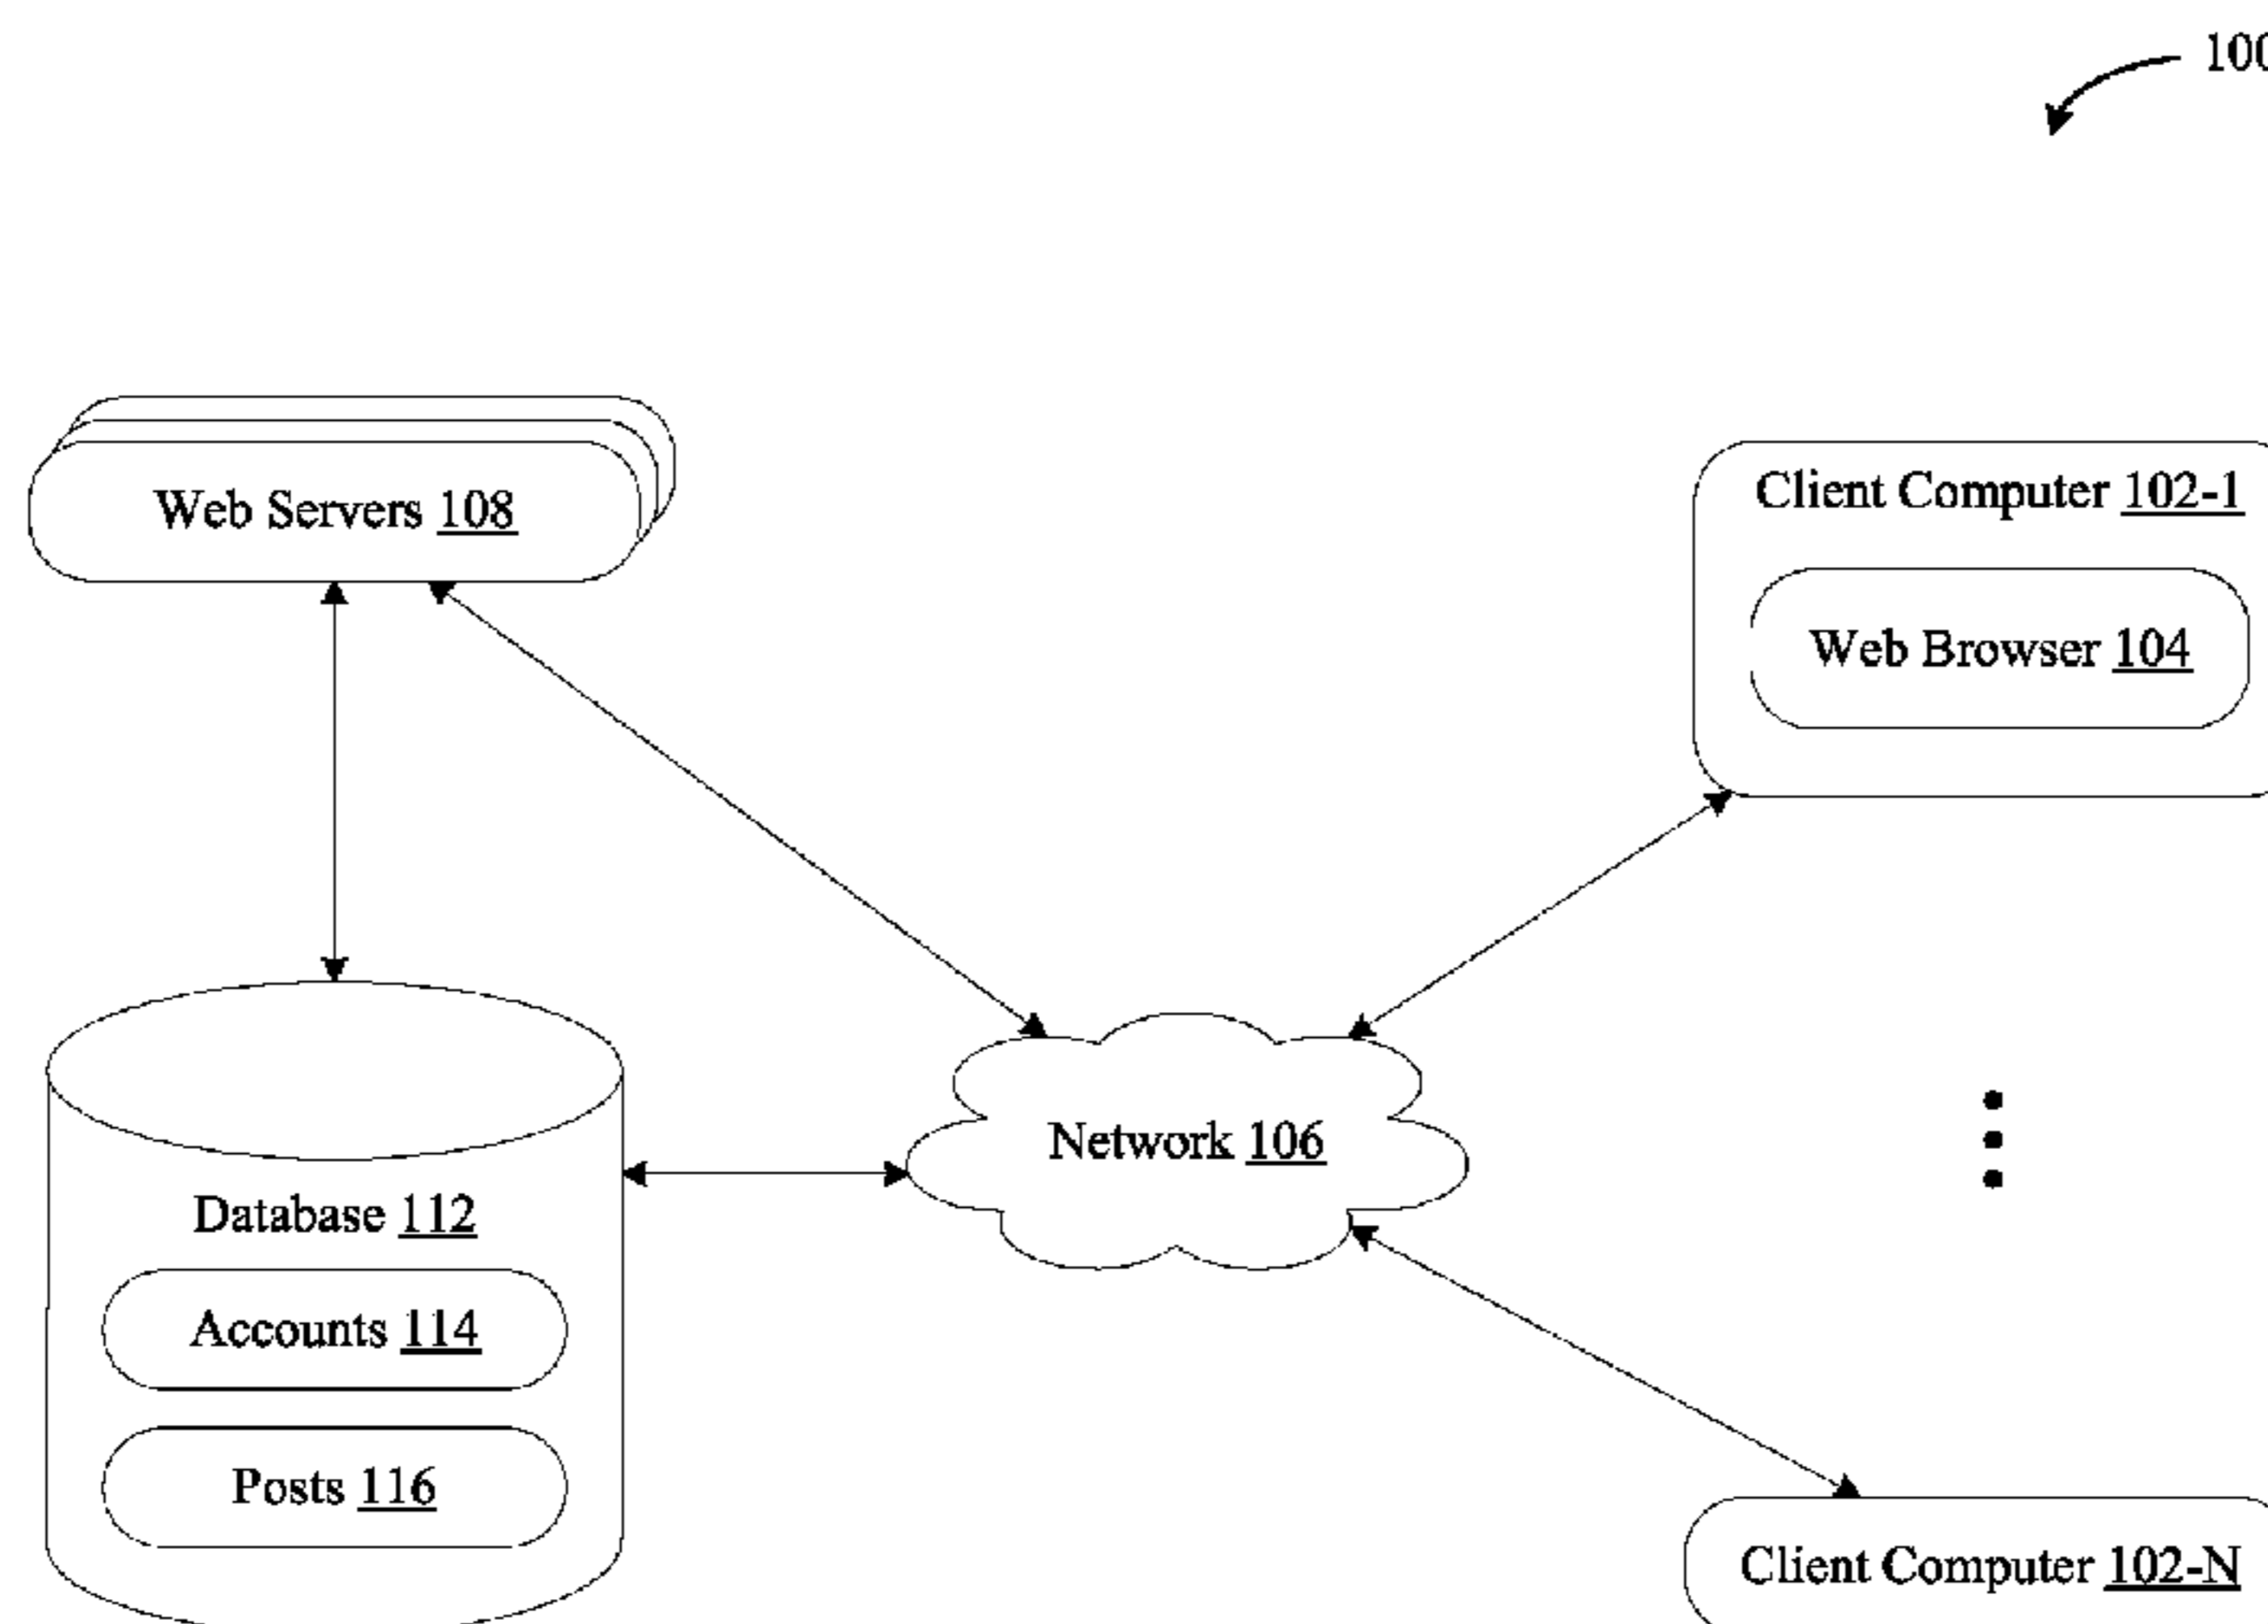 100
Web Servers 108
Client Computer 102-1
Web Browser 104
Network 106
Database 112
Accounts 114
Posts 116
Client Computer 102-N